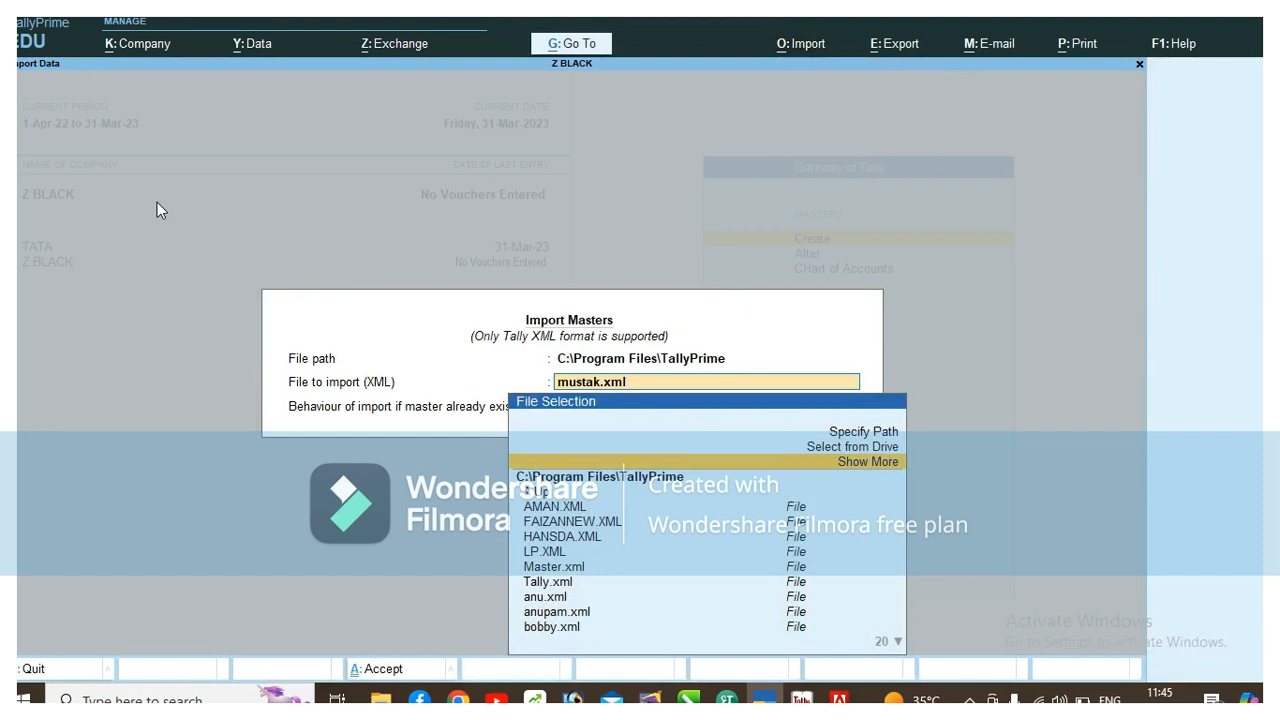 allyPrime
MANAGE
EDU
K: Company
Y: Data
Z: Exchange
G: Go To
O: Import
E: Export
M: E-mail
P: Print
F1: Help
mport Data
Z BLACK
CURRENT PERIOD
CURRENT DATE
1-Apr-22 to 31-Mar-23
Friday, 31-Mar-2023
NAME OF COMPANY
DATE OF LAST ENTRY
Gateway of Tally
Z BLACK
No Vouchers Entered
MASTERS
Create
TATA
31-Mar-23
Alter
Z BLACK
No Vouchers Entered
CHart of Accounts
Import Masters
(Only Tally XML format is supported)
File path : C:\Program Files\TallyPrime
File to import (XML) : mustak.xml
Behaviour of import if master already exis
File Selection
Specify Path
Select from Drive
Show More
C:\Program Files\TallyPrime
AMAN.XML File
FAIZANNEW.XML File
HANSDA.XML File
LP.XML File
Master.xml File
Tally.xml File
anu.xml File
anupam.xml File
bobby.xml File
20 ▼
Wondershare
Filmora
Created with
Wondershare Filmora free plan
Activate Windows
Go to Settings to activate Windows.
: Quit
A: Accept
Type here to search
35°C
ENG
11:45